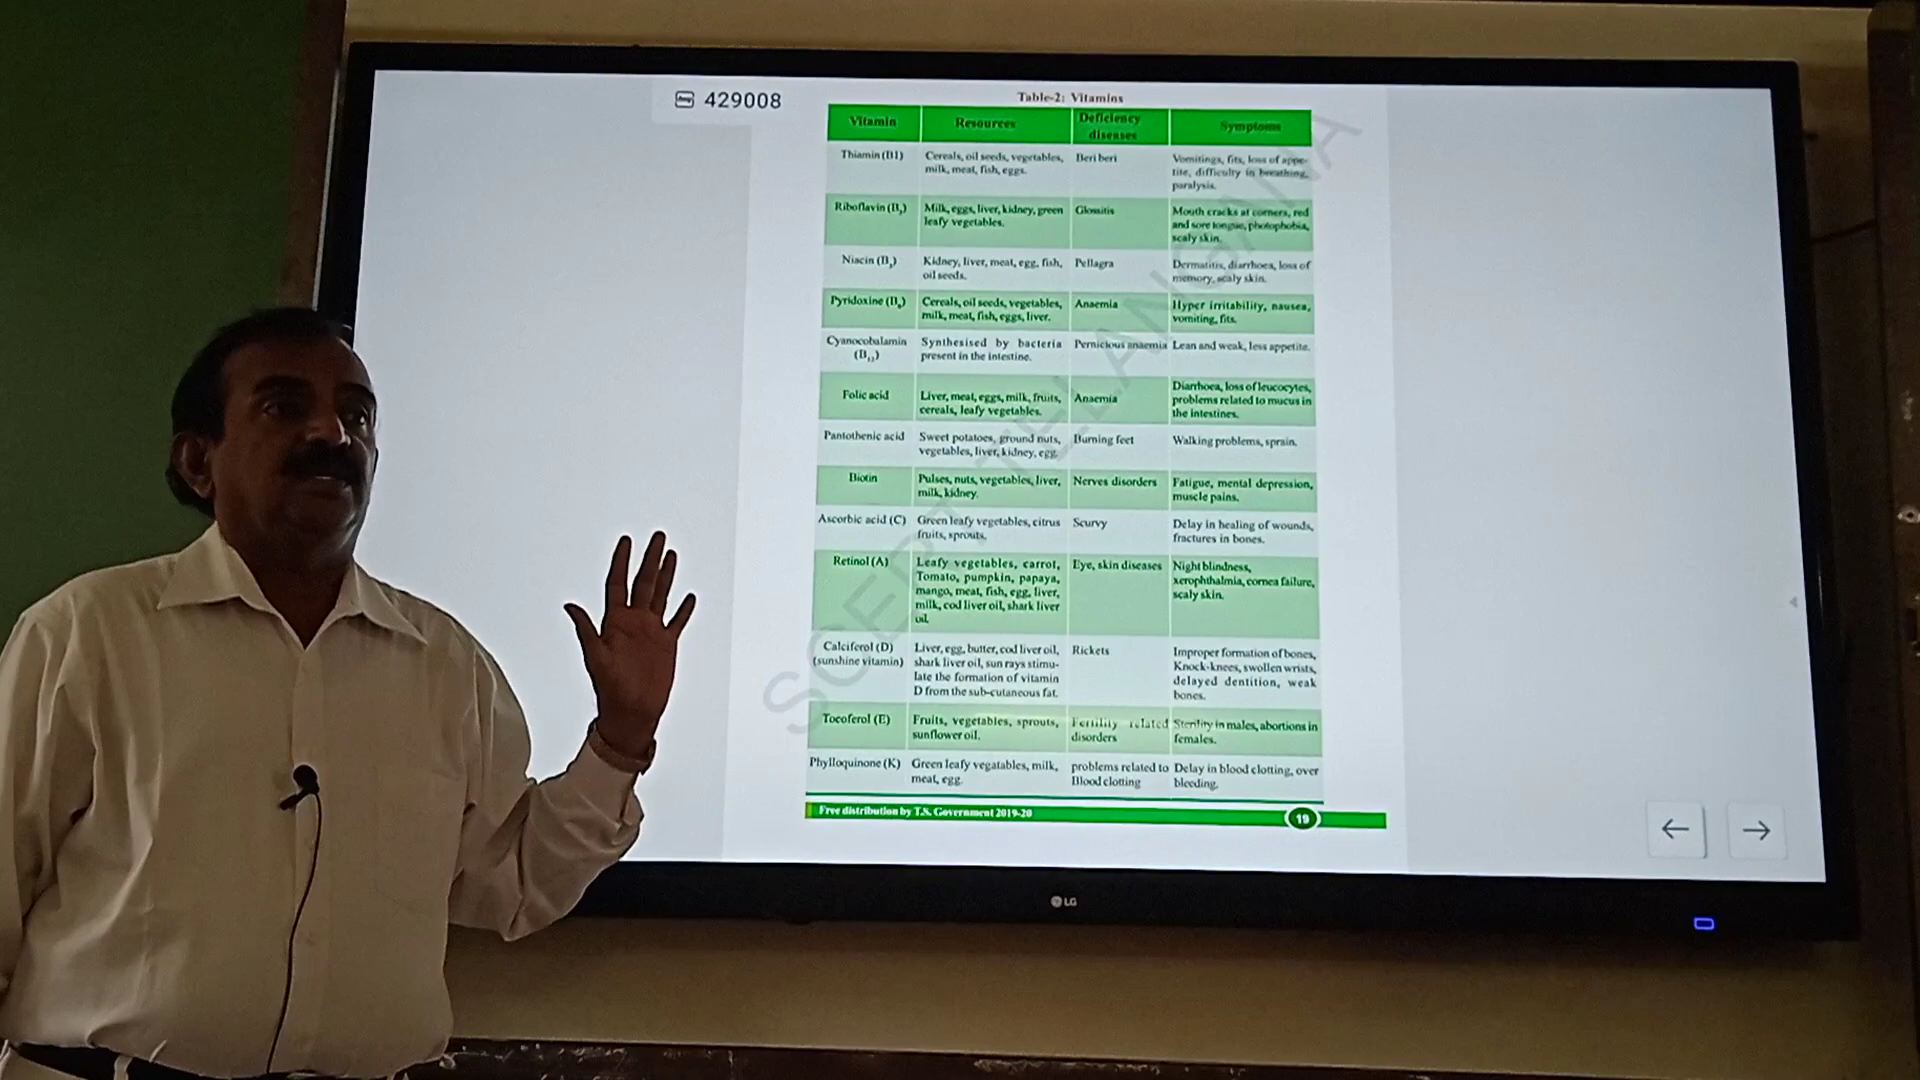 429008
Table-2: Vitamins
Vitamin
Resources
Deficiency
diseases
Symptoms
Thiamin (B1)
Cereals, oil seeds, vegetables,
milk, meat, fish, eggs.
Beri beri
Vomitings, fits, loss of appe-
tite, difficulty in breathing,
paralysis.
Riboflavin (B2)
Milk, eggs, liver, kidney, green
leafy vegetables.
Glossitis
Mouth cracks at corners, red
and sore tongue, photophobia,
scaly skin.
Niacin (B3)
Kidney, liver, meat, egg, fish,
oil seeds.
Pellagra
Dermatitis, diarrhoea, loss of
memory, scaly skin.
Pyridoxine (B6)
Cereals, oil seeds, vegetables,
milk, meat, fish, eggs, liver.
Anaemia
Hyper irritability, nausea,
vomiting, fits.
Cyanocobalamin
(B12)
Synthesised by bacteria
present in the intestine.
Pernicious anaemia
Lean and weak, less appetite.
Folic acid
Liver, meat, eggs, milk, fruits,
cereals, leafy vegetables.
Anaemia
Diarrhoea, loss of leucocytes,
problems related to mucus in
the intestines.
Pantothenic acid
Sweet potatoes, ground nuts,
vegetables, liver, kidney, egg.
Burning feet
Walking problems, sprain.
Biotin
Pulses, nuts, vegetables, liver,
milk, kidney.
Nerves disorders
Fatigue, mental depression,
muscle pains.
Ascorbic acid (C)
Green leafy vegetables, citrus
fruits, sprouts.
Scurvy
Delay in healing of wounds,
fractures in bones.
Retinol (A)
Leafy vegetables, carrot,
Tomato, pumpkin, papaya,
mango, meat, fish, egg, liver,
milk, cod liver oil, shark liver
oil.
Eye, skin diseases
Night blindness,
xerophthalmia, cornea failure,
scaly skin.
Calciferol (D)
(sunshine vitamin)
Liver, egg, butter, cod liver oil,
shark liver oil, sun rays stimu-
late the formation of vitamin
D from the sub-cutaneous fat.
Rickets
Improper formation of bones,
Knock-knees, swollen wrists,
delayed dentition, weak
bones.
Tocoferol (E)
Fruits, vegetables, sprouts,
sunflower oil.
Fertility related
disorders
Sterility in males, abortions in
females.
Phylloquinone (K)
Green leafy vegatables, milk,
meat, egg.
problems related to
Blood clotting
Delay in blood clotting, over
bleeding.
Free distribution by T.S. Government 2019-20
19
SCERT TELANGANA
LG